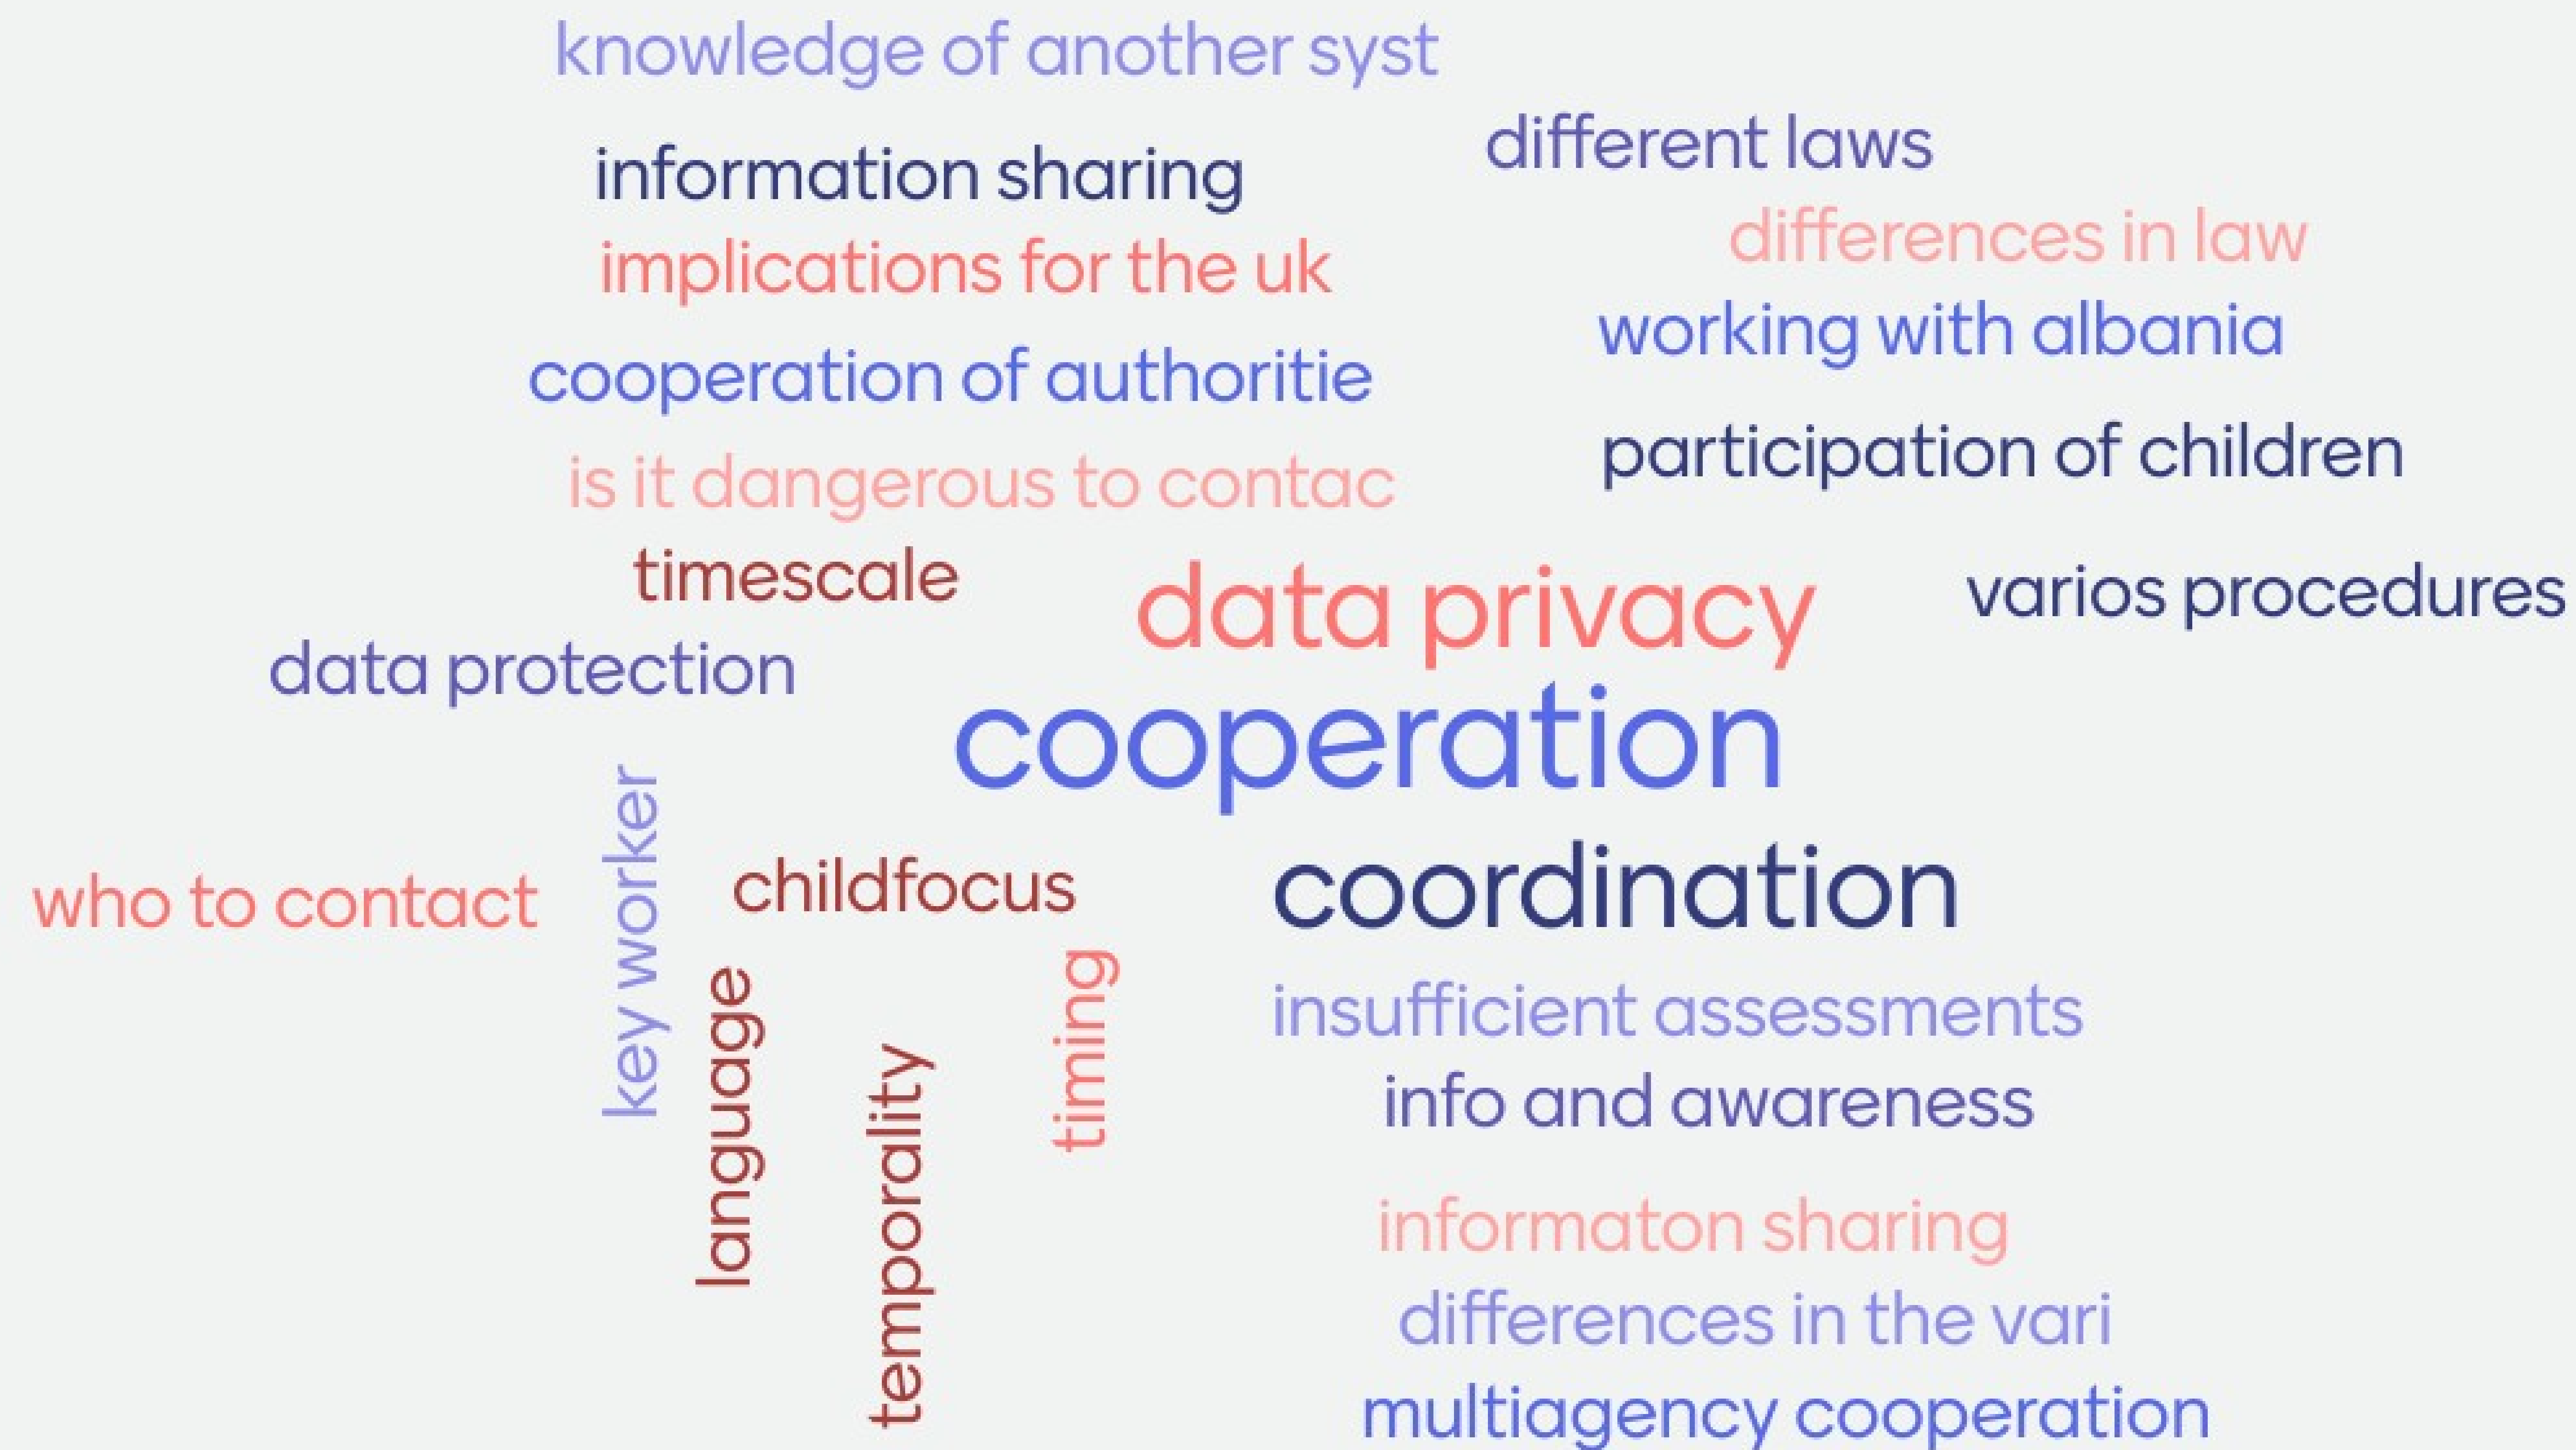 knowledge of another syst
different laws
information sharing
differences in law
implications for the uk
working with albania
cooperation of authoritie
participation of children
is it dangerous to contac
timescale
data privacy
varios procedures
data protection
cooperation
key worker
childfocus
coordination
who to contact
language
timing
insufficient assessments
temporality
info and awareness
informaton sharing
differences in the vari
multiagency cooperation